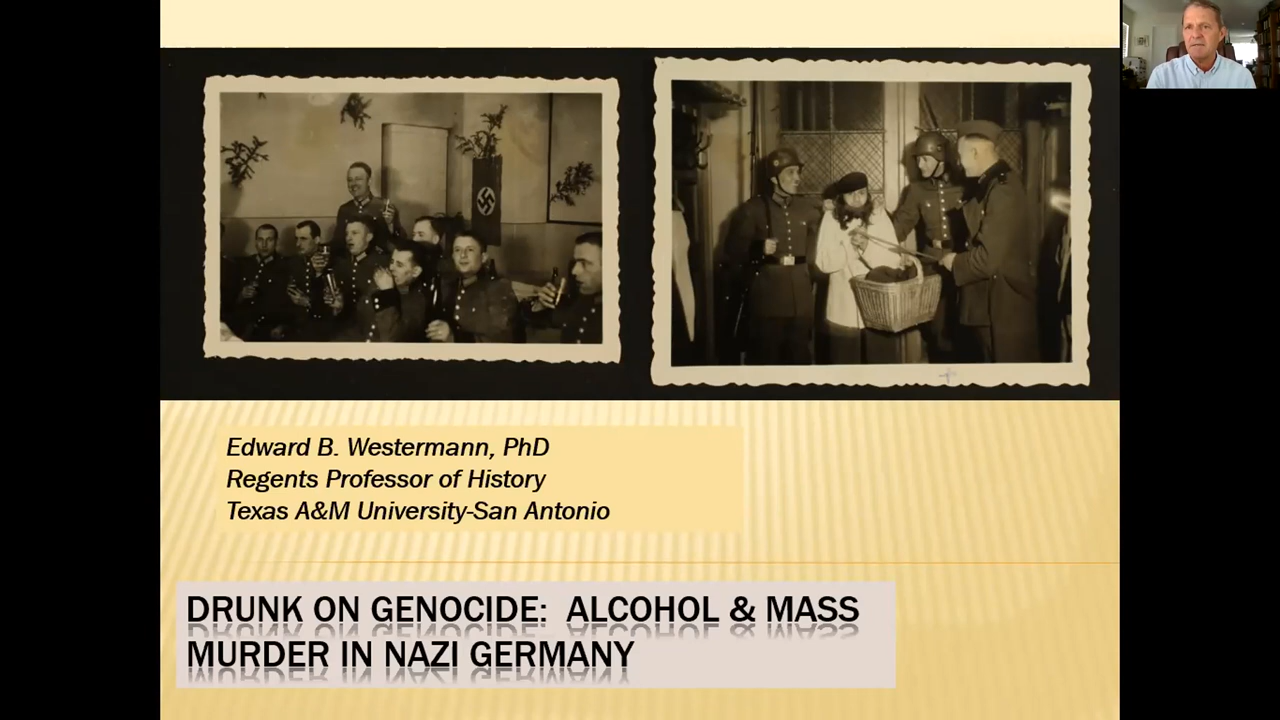 Edward B. Westermann, PhD
Regents Professor of History
Texas A&M University-San Antonio
DRUNK ON GENOCIDE: ALCOHOL & MASS
MURDER IN NAZI GERMANY